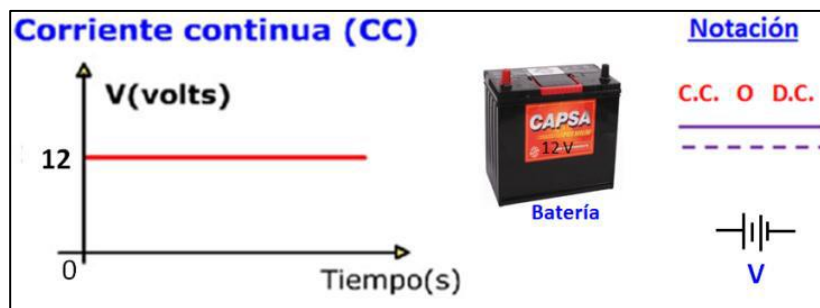 Corriente continua (CC)
V(volts)
12
0
Tiempo(s)
CAPSA
12 V
Batería
Notación
C.C. O D.C.
V